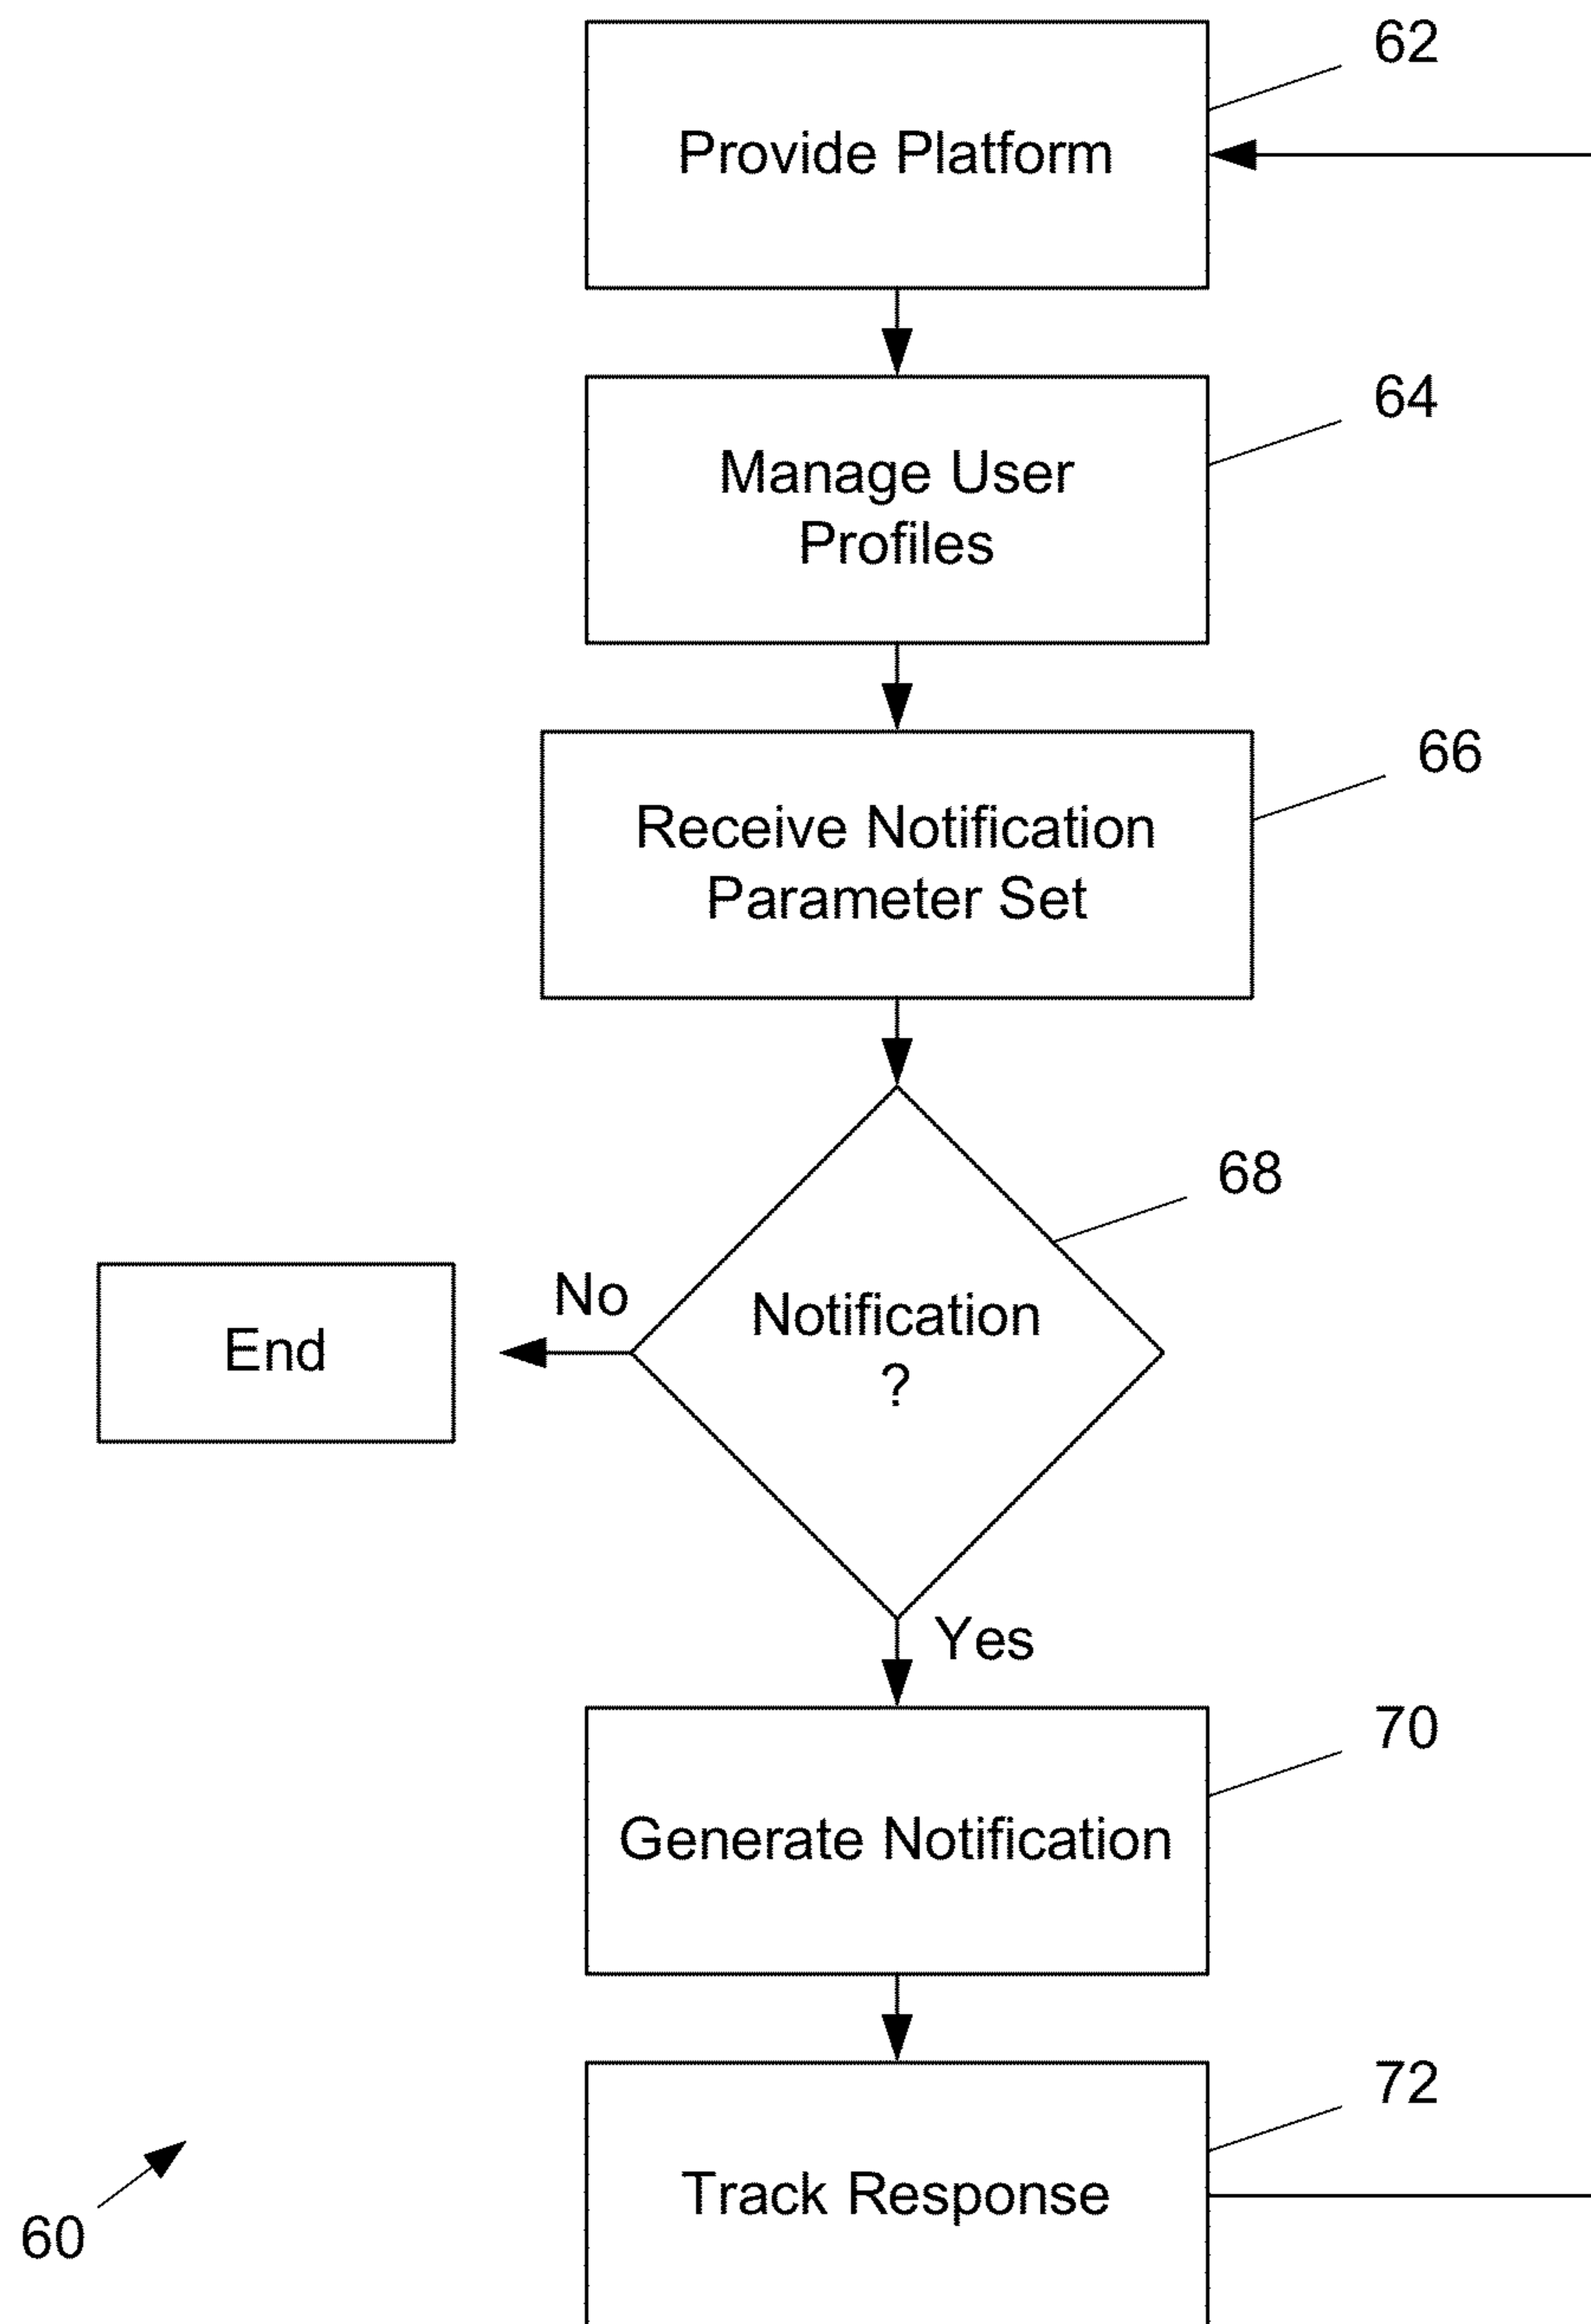 62
Provide Platform
64
Manage User
Profiles
66
Receive Notification
Parameter Set
68
Notification
?
No
End
Yes
70
Generate Notification
72
Track Response
60